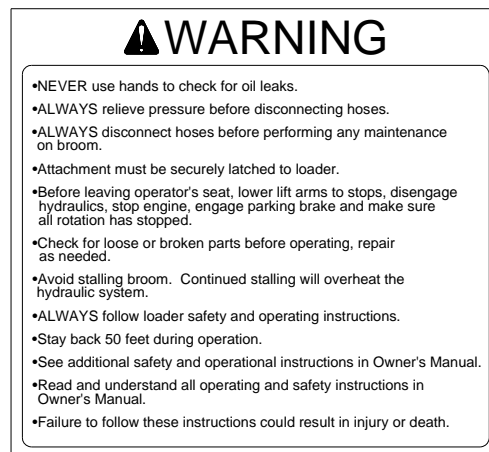 WARNING
•NEVER use hands to check for oil leaks.
•ALWAYS relieve pressure before disconnecting hoses.
•ALWAYS disconnect hoses before performing any maintenance
on broom.
•Attachment must be securely latched to loader.
•Before leaving operator's seat, lower lift arms to stops, disengage
hydraulics, stop engine, engage parking brake and make sure
all rotation has stopped.
•Check for loose or broken parts before operating, repair
as needed.
•Avoid stalling broom.  Continued stalling will overheat the
hydraulic system.
•ALWAYS follow loader safety and operating instructions.
•Stay back 50 feet during operation.
•See additional safety and operational instructions in Owner's Manual.
•Read and understand all operating and safety instructions in
Owner's Manual.
•Failure to follow these instructions could result in injury or death.